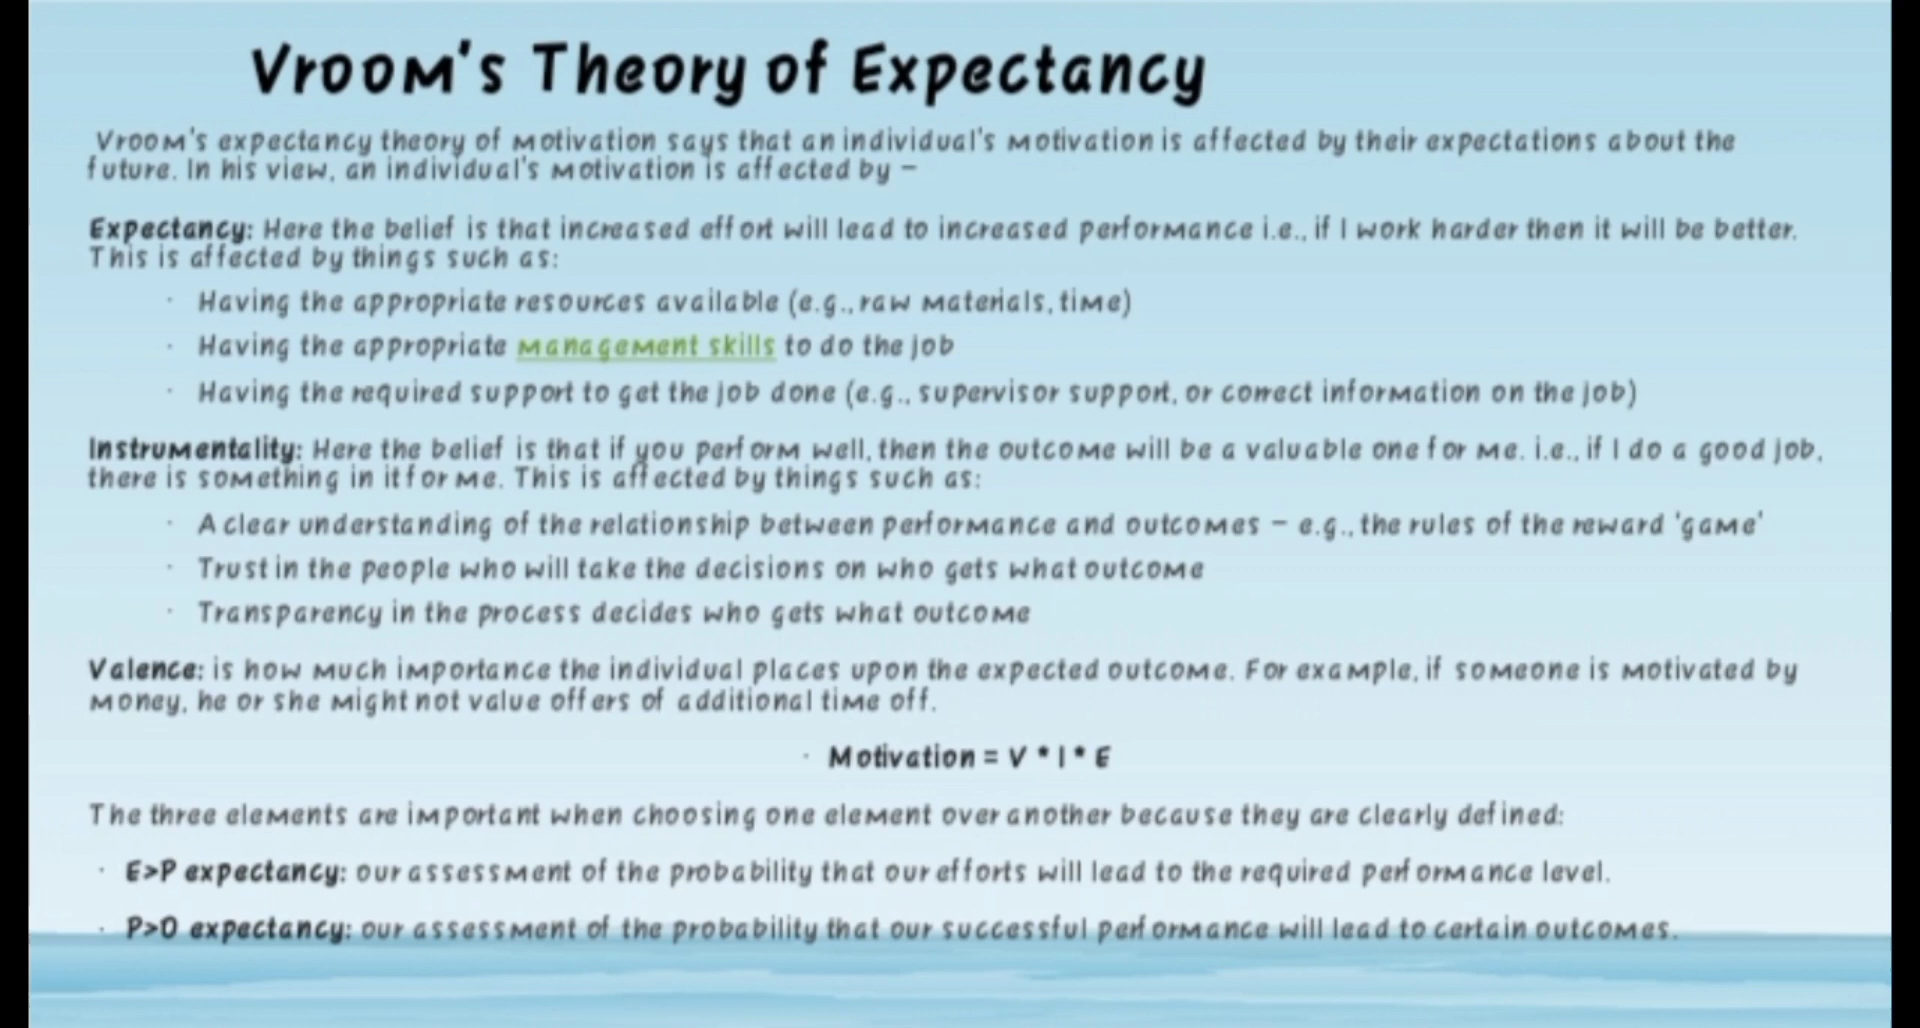 Vroom's Theory of Expectancy
Vroom's expectancy theory of motivation says that an individual's motivation is affected by their expectations about the
future. In his view, an individual's motivation is affected by –
Expectancy: Here the belief is that increased effort will lead to increased performance i.e., if I work harder then it will be better.
This is affected by things such as:
· Having the appropriate resources available (e.g., raw materials, time)
· Having the appropriate management skills to do the job
· Having the required support to get the job done (e.g., supervisor support, or correct information on the job)
Instrumentality: Here the belief is that if you perform well, then the outcome will be a valuable one for me. i.e., if I do a good job,
there is something in it for me. This is affected by things such as:
· A clear understanding of the relationship between performance and outcomes – e.g., the rules of the reward 'game'
· Trust in the people who will take the decisions on who gets what outcome
· Transparency in the process decides who gets what outcome
Valence: is how much importance the individual places upon the expected outcome. For example, if someone is motivated by
money, he or she might not value offers of additional time off.
· Motivation = V * I * E
The three elements are important when choosing one element over another because they are clearly defined:
· E>P expectancy: our assessment of the probability that our efforts will lead to the required performance level.
· P>O expectancy: our assessment of the probability that our successful performance will lead to certain outcomes.